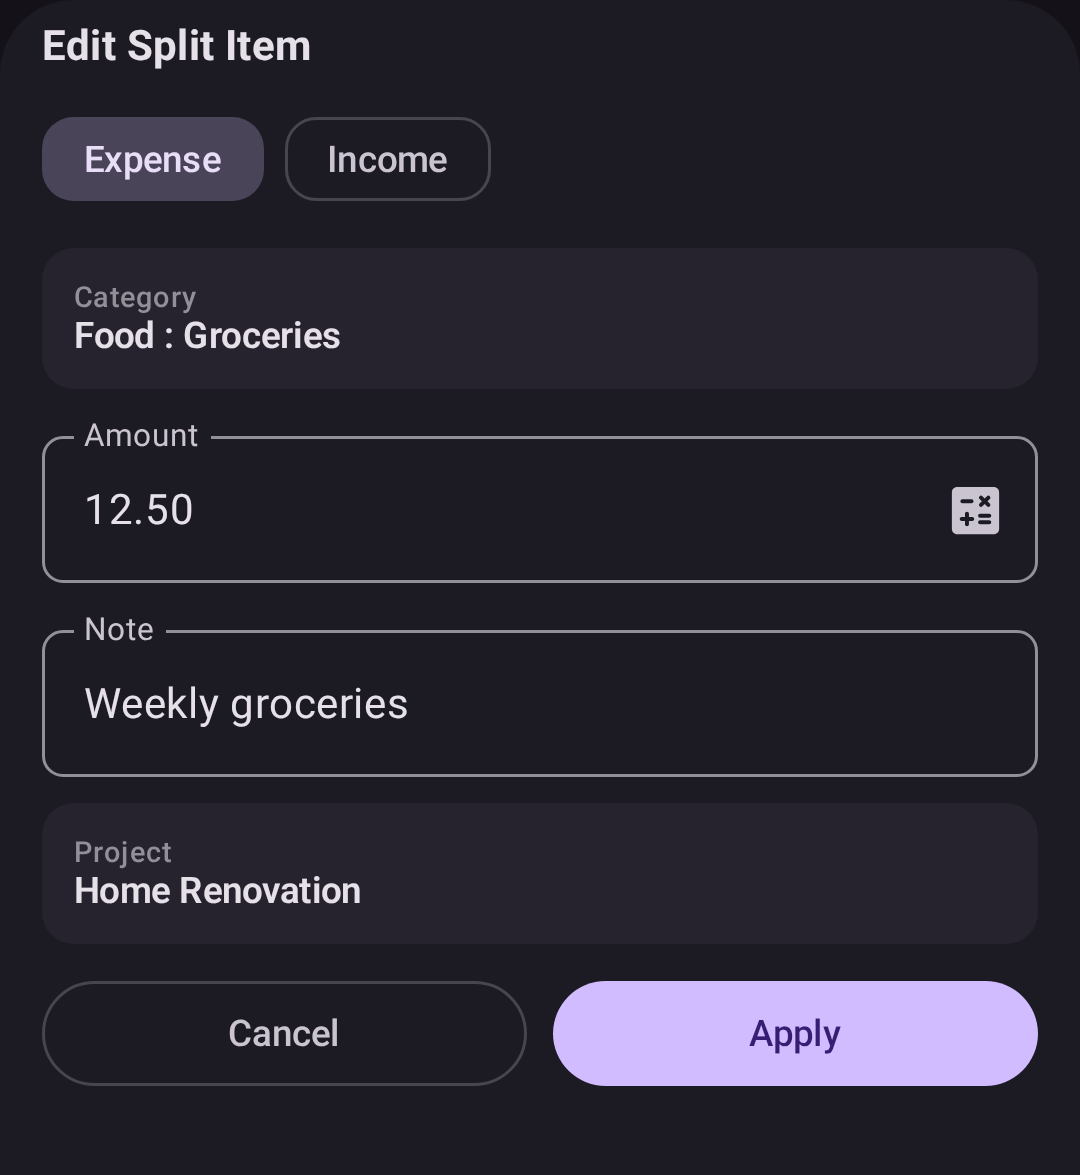 Edit Split Item
Expense
Income
Category
Food : Groceries
Amount
12.50
Note
Weekly groceries
Project
Home Renovation
Cancel
Apply